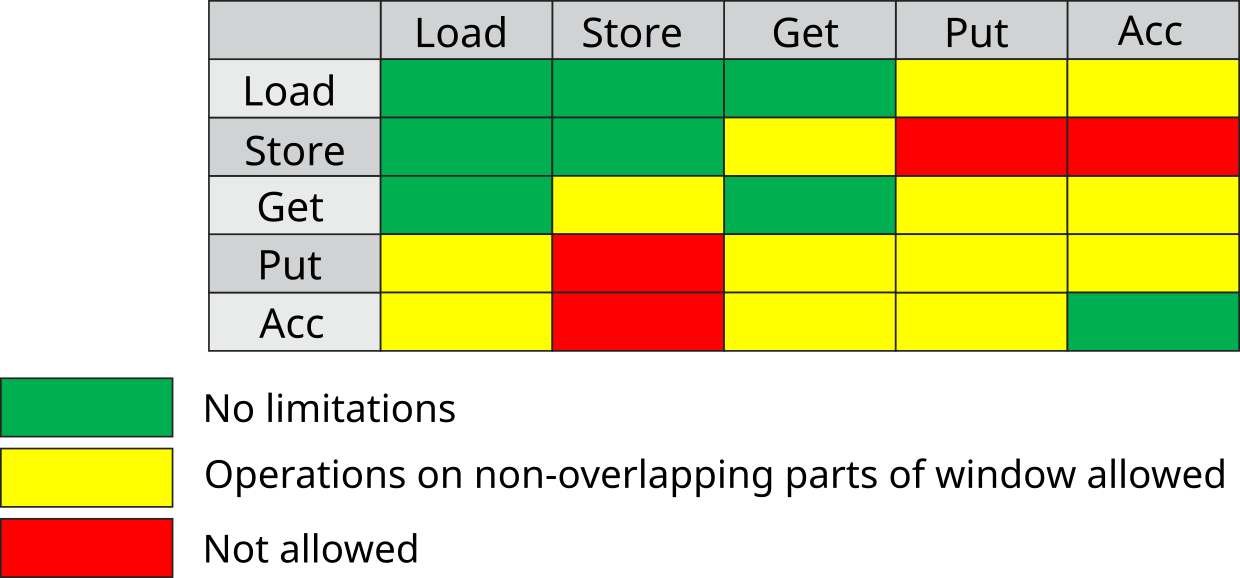 Load Store Get Put Acc
Load
Store
Get
Put
Acc
No limitations
Operations on non-overlapping parts of window allowed
Not allowed